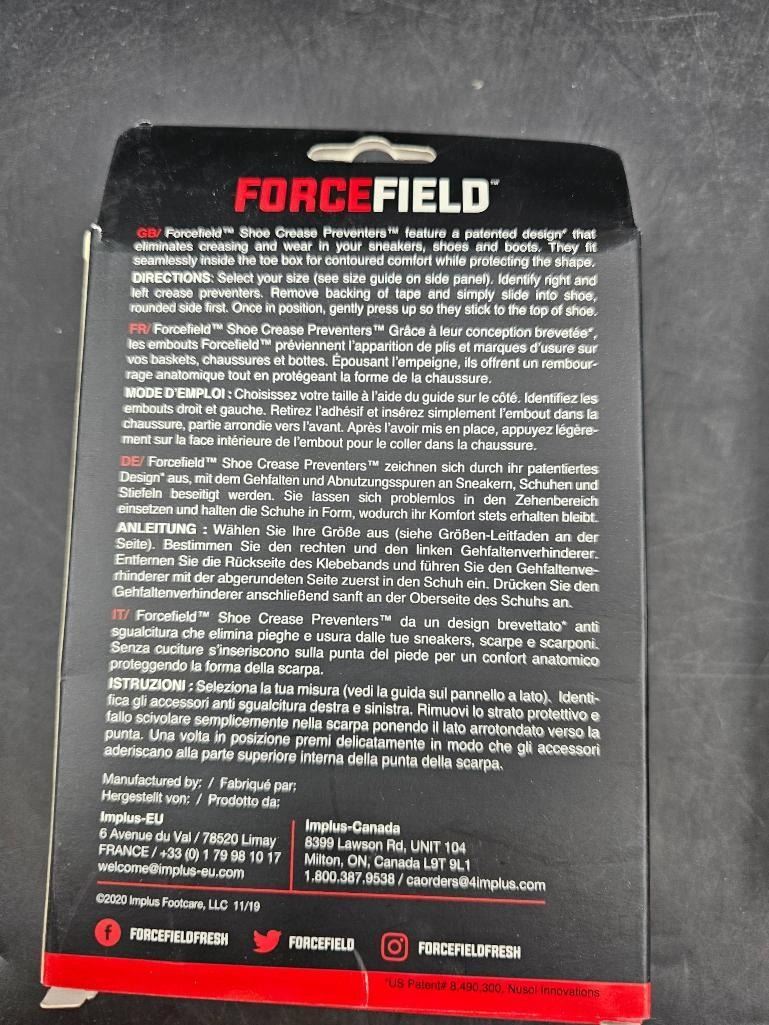 FORCEFIELD™
GB/ Forcefield™ Shoe Crease Preventers™ feature a patented design* that
eliminates creasing and wear in your sneakers, shoes and boots. They fit
seamlessly inside the toe box for contoured comfort while protecting the shape.
DIRECTIONS: Select your size (see size guide on side panel). Identify right and
left crease preventers. Remove backing of tape and simply slide into shoe,
rounded side first. Once in position, gently press up so they stick to the top of shoe.
FR/ Forcefield™ Shoe Crease Preventers™ Grâce à leur conception brevetée*,
les embouts Forcefield™ préviennent l'apparition de plis et marques d'usure sur
vos baskets, chaussures et bottes. Épousant l'empeigne, ils offrent un rembour-
rage anatomique tout en protégeant la forme de la chaussure.
MODE D'EMPLOI : Choisissez votre taille à l'aide du guide sur le côté. Identifiez les
embouts droit et gauche. Retirez l'adhésif et insérez simplement l'embout dans la
chaussure, partie arrondie vers l'avant. Après l'avoir mis en place, appuyez légère-
ment sur la face intérieure de l'embout pour le coller dans la chaussure.
DE/ Forcefield™ Shoe Crease Preventers™ zeichnen sich durch ihr patentiertes
Design* aus, mit dem Gehfalten und Abnutzungsspuren an Sneakern, Schuhen und
Stiefeln beseitigt werden. Sie lassen sich problemlos in den Zehenbereich
einsetzen und halten die Schuhe in Form, wodurch ihr Komfort stets erhalten bleibt.
ANLEITUNG : Wählen Sie Ihre Größe aus (siehe Größen-Leitfaden an der
Seite). Bestimmen Sie den rechten und den linken Gehfaltenverhinderer.
Entfernen Sie die Rückseite des Klebebands und führen Sie den Gehfaltenve-
rhinderer mit der abgerundeten Seite zuerst in den Schuh ein. Drücken Sie den
Gehfaltenverhinderer anschließend sanft an der Oberseite des Schuhs an.
IT/ Forcefield™ Shoe Crease Preventers™ da un design brevettato* anti
sgualcitura che elimina pieghe e usura dalle tue sneakers, scarpe e scarponi.
Senza cuciture s'inseriscono sulla punta del piede per un confort anatomico
proteggendo la forma della scarpa.
ISTRUZIONI : Seleziona la tua misura (vedi la guida sul pannello a lato). Identi-
fica gli accessori anti sgualcitura destra e sinistra. Rimuovi lo strato protettivo e
fallo scivolare semplicemente nella scarpa ponendo il lato arrotondato verso la
punta. Una volta in posizione premi delicatamente in modo che gli accessori
aderiscano alla parte superiore interna della punta della scarpa.
Manufactured by: / Fabriqué par:
Hergestellt von: / Prodotto da:
Implus-EU
6 Avenue du Val / 78520 Limay
FRANCE / +33 (0) 1 79 98 10 17
welcome@implus-eu.com
Implus-Canada
8399 Lawson Rd, UNIT 104
Milton, ON, Canada L9T 9L1
1.800.387.9538 / caorders@4implus.com
©2020 Implus Footcare, LLC 11/19
FORCEFIELDFRESH
FORCEFIELD
FORCEFIELDFRESH
*US Patent# 8,490,300, Nusol Innovations